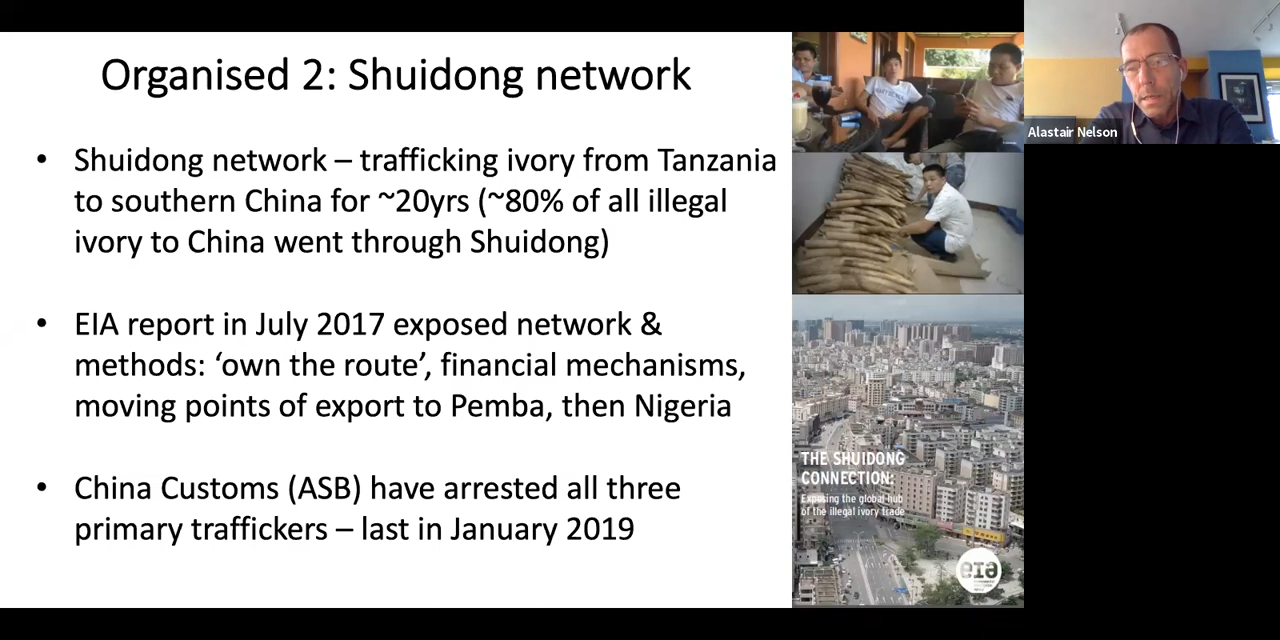 Organised 2: Shuidong network
• Shuidong network – trafficking ivory from Tanzania
to southern China for ~20yrs (~80% of all illegal
ivory to China went through Shuidong)
• EIA report in July 2017 exposed network &
methods: ‘own the route’, financial mechanisms,
moving points of export to Pemba, then Nigeria
• China Customs (ASB) have arrested all three
primary traffickers – last in January 2019
THE SHUIDONG
CONNECTION:
Exposing the global hub
of the illegal ivory trade
eia
Alastair Nelson